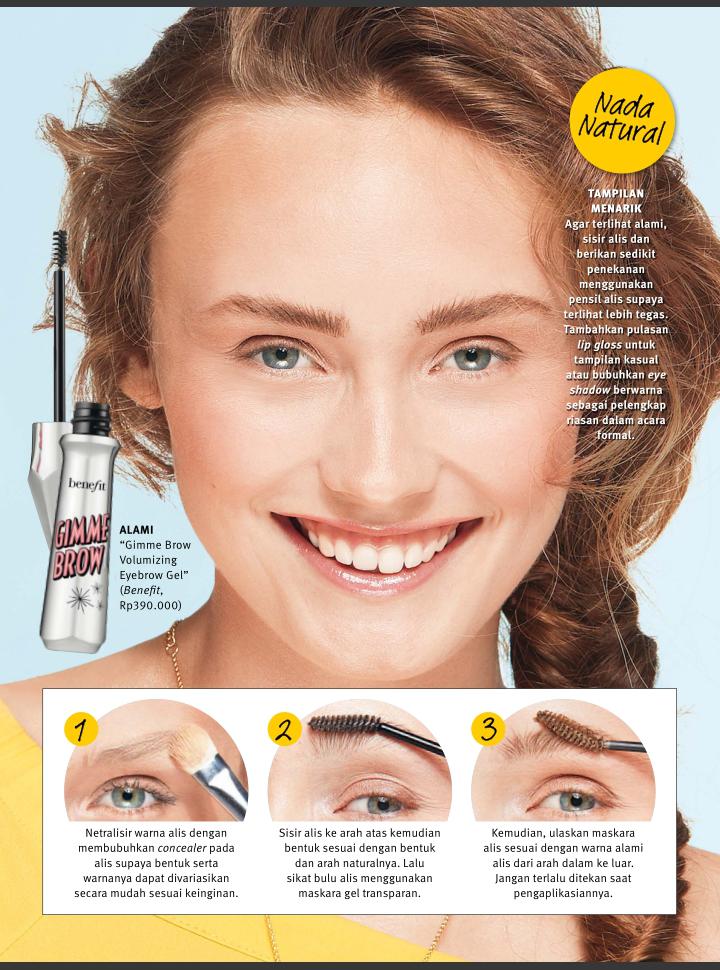 Nada
Natural
TAMPILAN
MENARIK
Agar terlihat alami,
sisir alis dan
berikan sedikit
penekanan
menggunakan
pensil alis supaya
terlihat lebih tegas.
Tambahkan pulasan
lip gloss untuk
tampilan kasual
atau bubuhkan eye
shadow berwarna
sebagai pelengkap
riasan dalam acara
formal.
benefit
GIMME
BROW
ALAMI
“Gimme Brow
Volumizing
Eyebrow Gel”
(Benefit,
Rp390.000)
1
Netralisir warna alis dengan
membubuhkan concealer pada
alis supaya bentuk serta
warnanya dapat divariasikan
secara mudah sesuai keinginan.
2
Sisir alis ke arah atas kemudian
bentuk sesuai dengan bentuk
dan arah naturalnya. Lalu
sikat bulu alis menggunakan
maskara gel transparan.
3
Kemudian, ulaskan maskara
alis sesuai dengan warna alami
alis dari arah dalam ke luar.
Jangan terlalu ditekan saat
pengaplikasiannya.